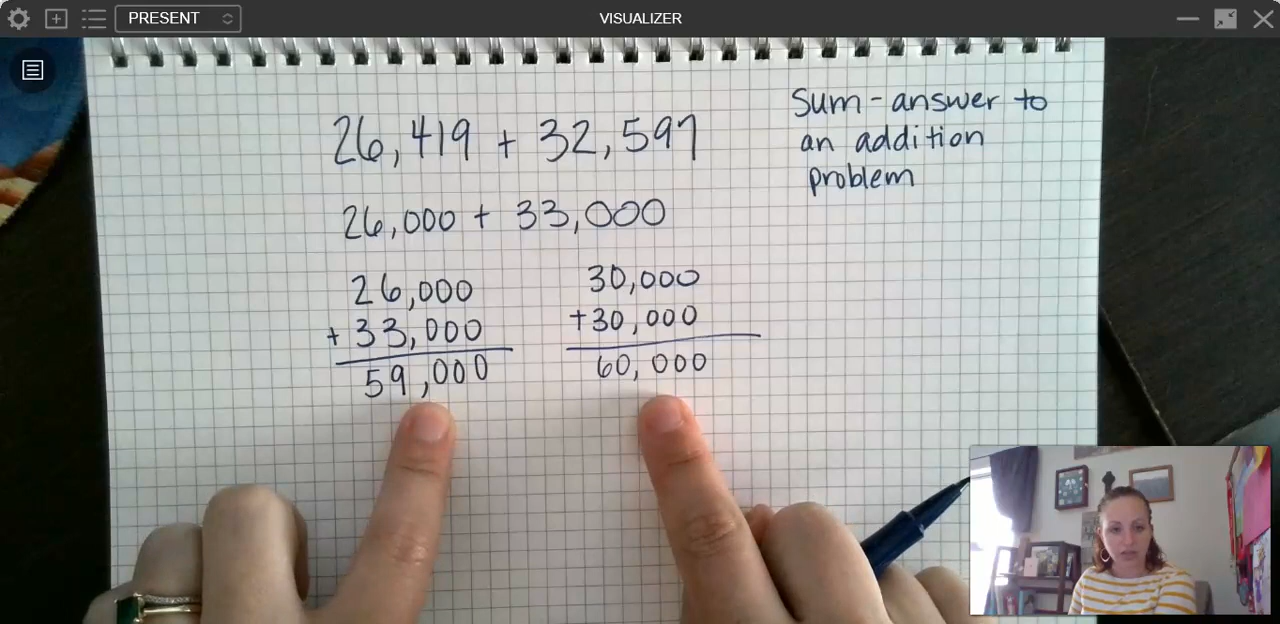 PRESENT
VISUALIZER
26,419 + 32,597
Sum - answer to
an addition
problem
26,000 + 33,000
26,000
+ 33,000
59,000
30,000
+30,000
60,000